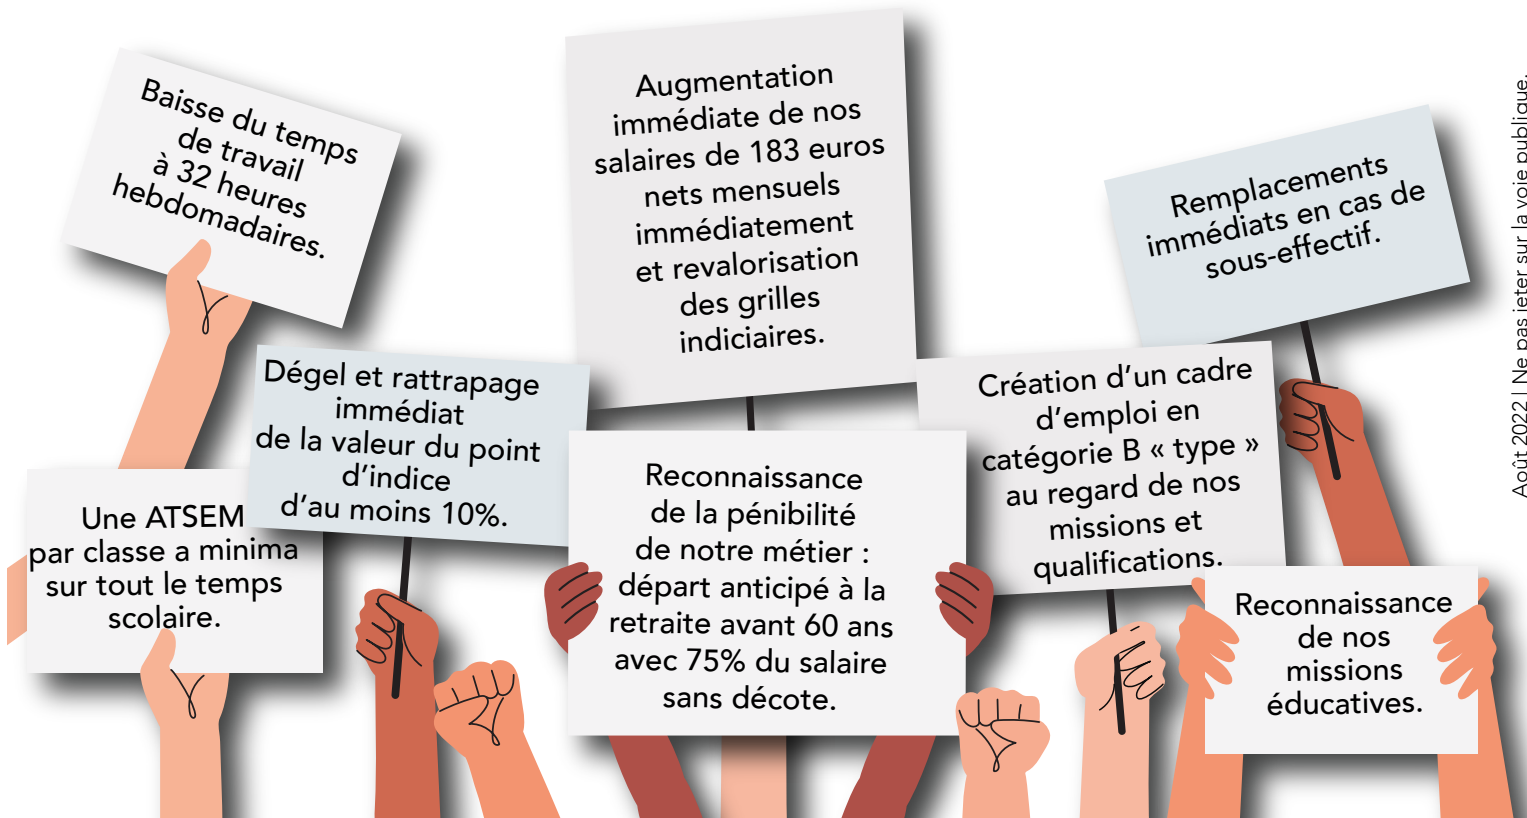 Baisse du temps
de travail
à 32 heures
hebdomadaires.
Augmentation
immédiate de nos
salaires de 183 euros
nets mensuels
immédiatement
et revalorisation
des grilles
indiciaires.
Remplacements
immédiats en cas de
sous-effectif.
Dégel et rattrapage
immédiat
de la valeur du point
d'indice
d'au moins 10%.
Création d'un cadre
d'emploi en
catégorie B « type »
au regard de nos
missions et
qualifications.
Une ATSEM
par classe a minima
sur tout le temps
scolaire.
Reconnaissance
de la pénibilité
de notre métier :
départ anticipé à la
retraite avant 60 ans
avec 75% du salaire
sans décote.
Reconnaissance
de nos
missions
éducatives.
Août 2022 | Ne pas jeter sur la voie publique.